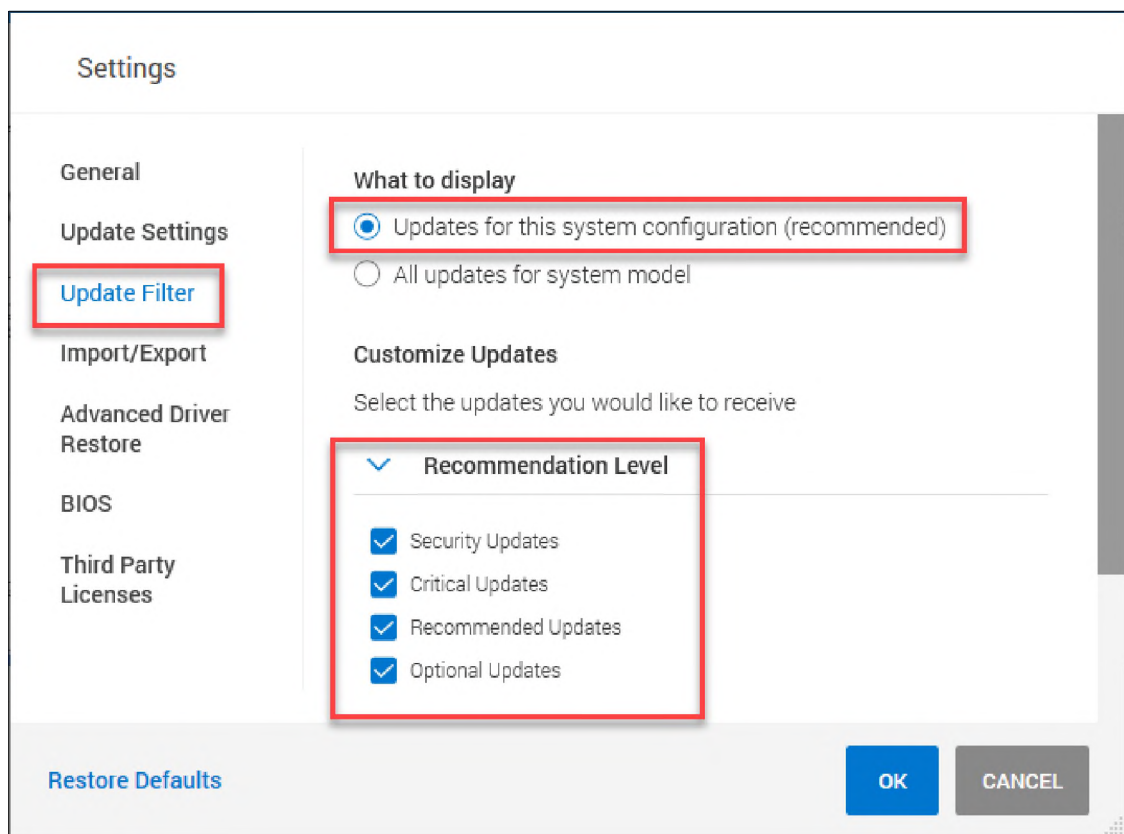 Settings
General
Update Settings
Update Filter
Import/Export
Advanced Driver
Restore
BIOS
Third Party
Licenses
What to display
Updates for this system configuration (recommended)
All updates for system model
Customize Updates
Select the updates you would like to receive
Recommendation Level
Security Updates
Critical Updates
Recommended Updates
Optional Updates
Restore Defaults
OK
CANCEL